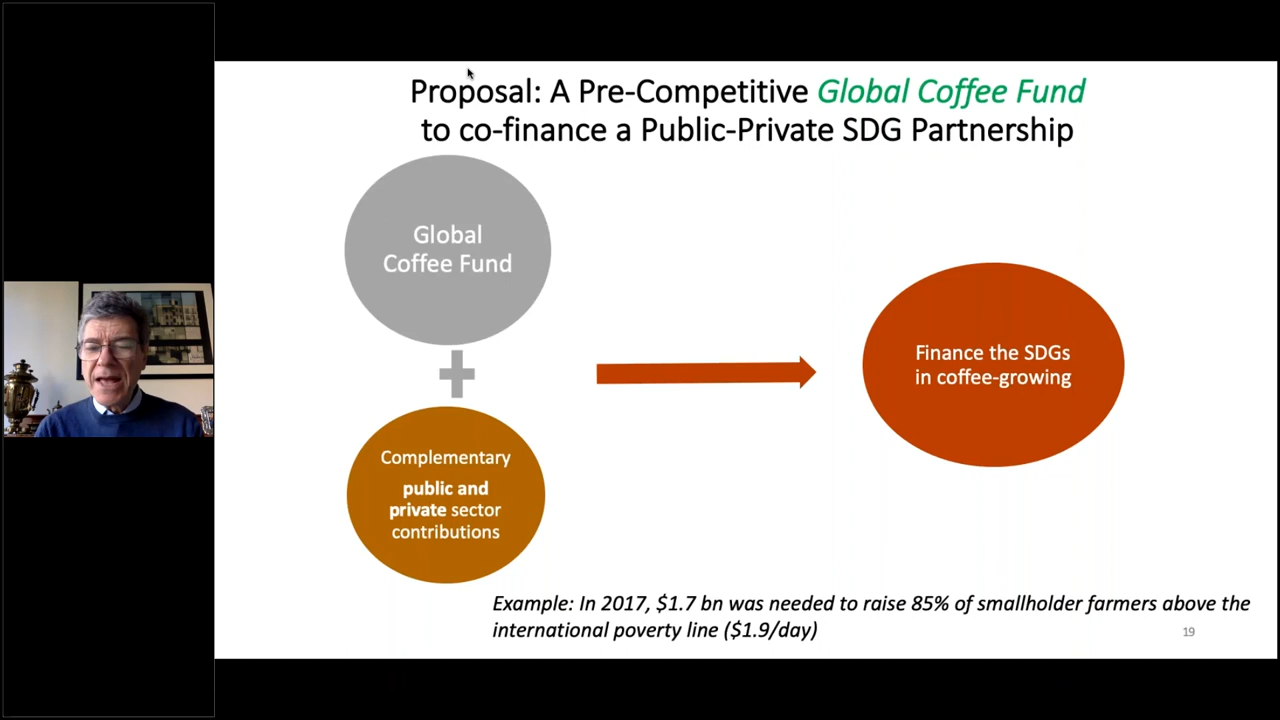 Proposal: A Pre-Competitive Global Coffee Fund
to co-finance a Public-Private SDG Partnership
Global
Coffee Fund
+
Complementary
public and
private sector
contributions
Finance the SDGs
in coffee-growing
Example: In 2017, $1.7 bn was needed to raise 85% of smallholder farmers above the
international poverty line ($1.9/day)
19